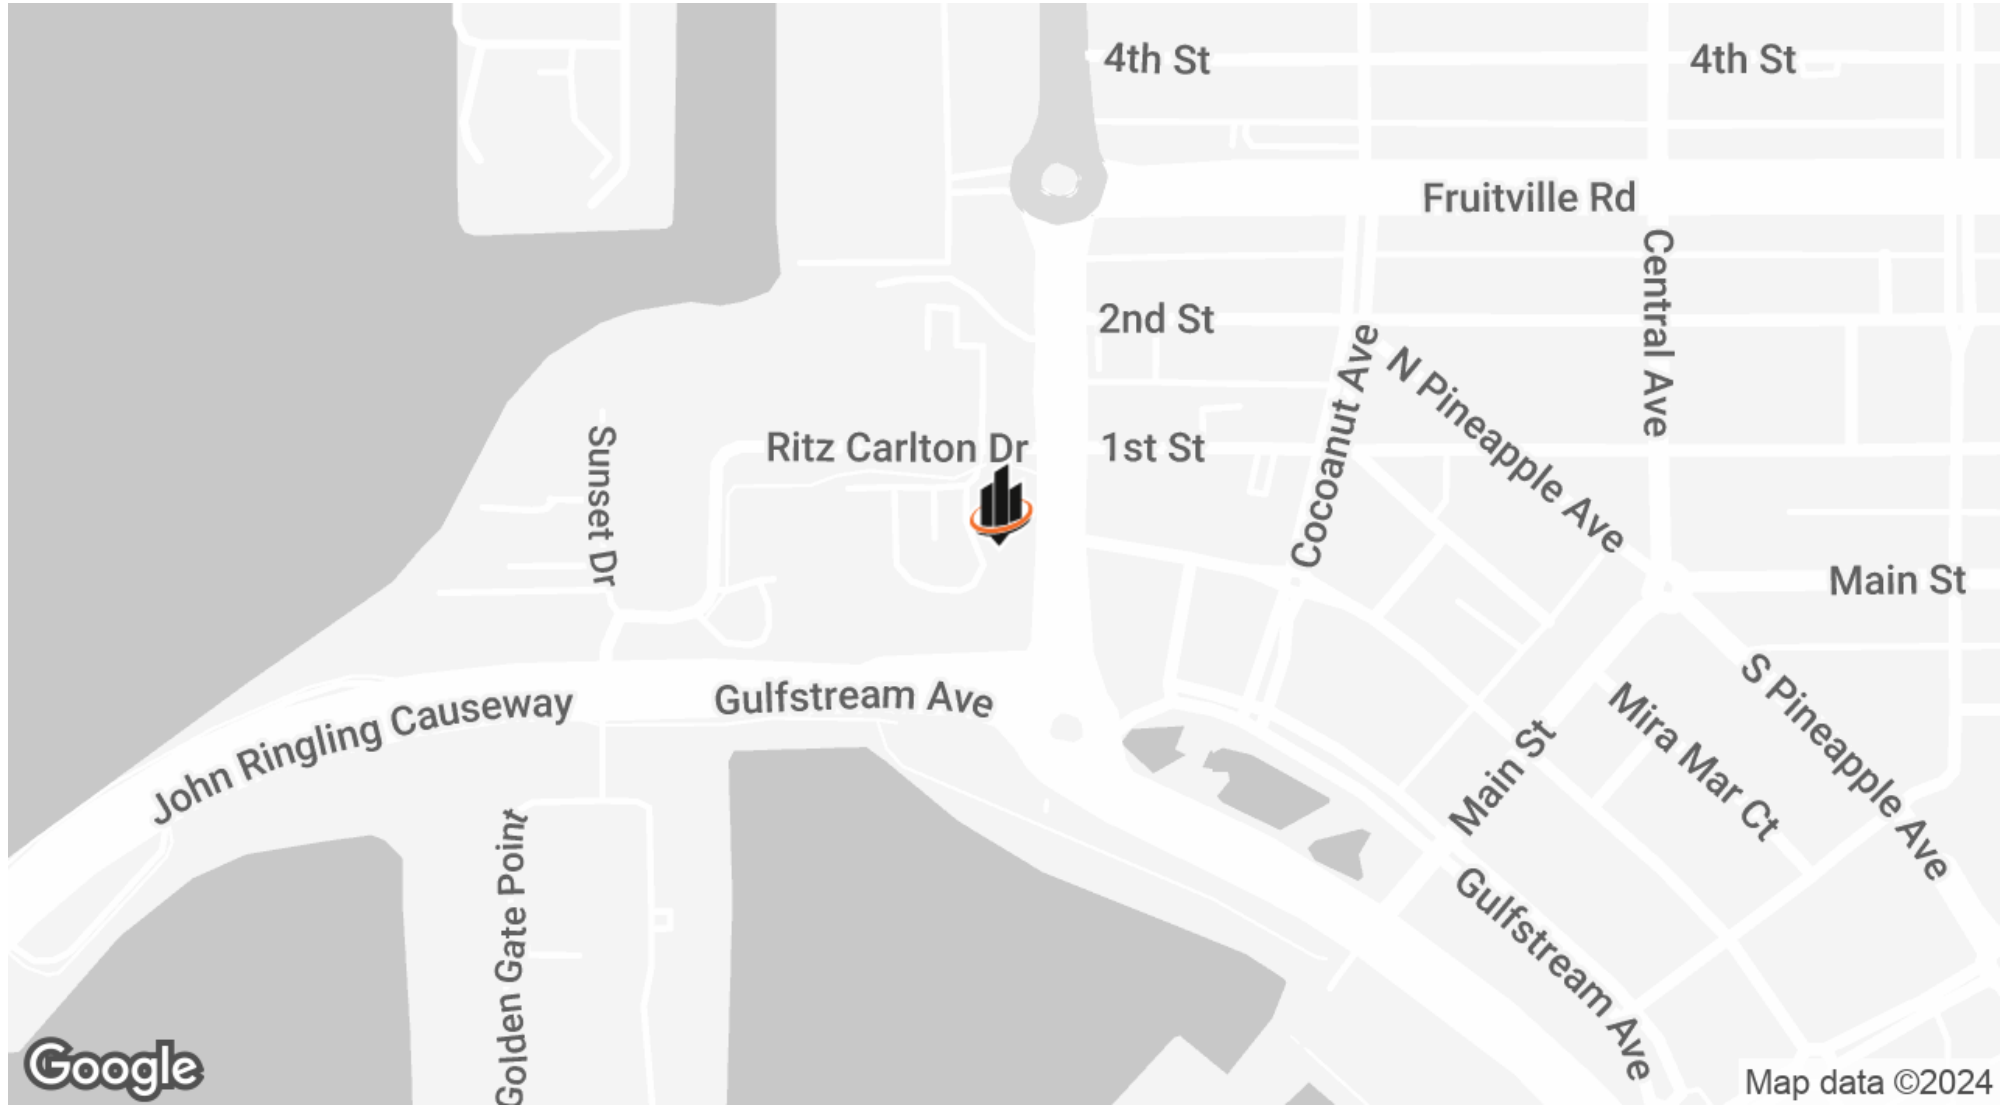 4th St
4th St
Fruitville Rd
Central Ave
2nd St
Cocoanut Ave
N Pineapple Ave
Ritz Carlton Dr
1st St
Sunset Dr
Main St
Gulfstream Ave
John Ringling Causeway
S Pineapple Ave
Mira Mar Ct
Main St
Golden Gate Point
Gulfstream Ave
Google
Map data ©2024